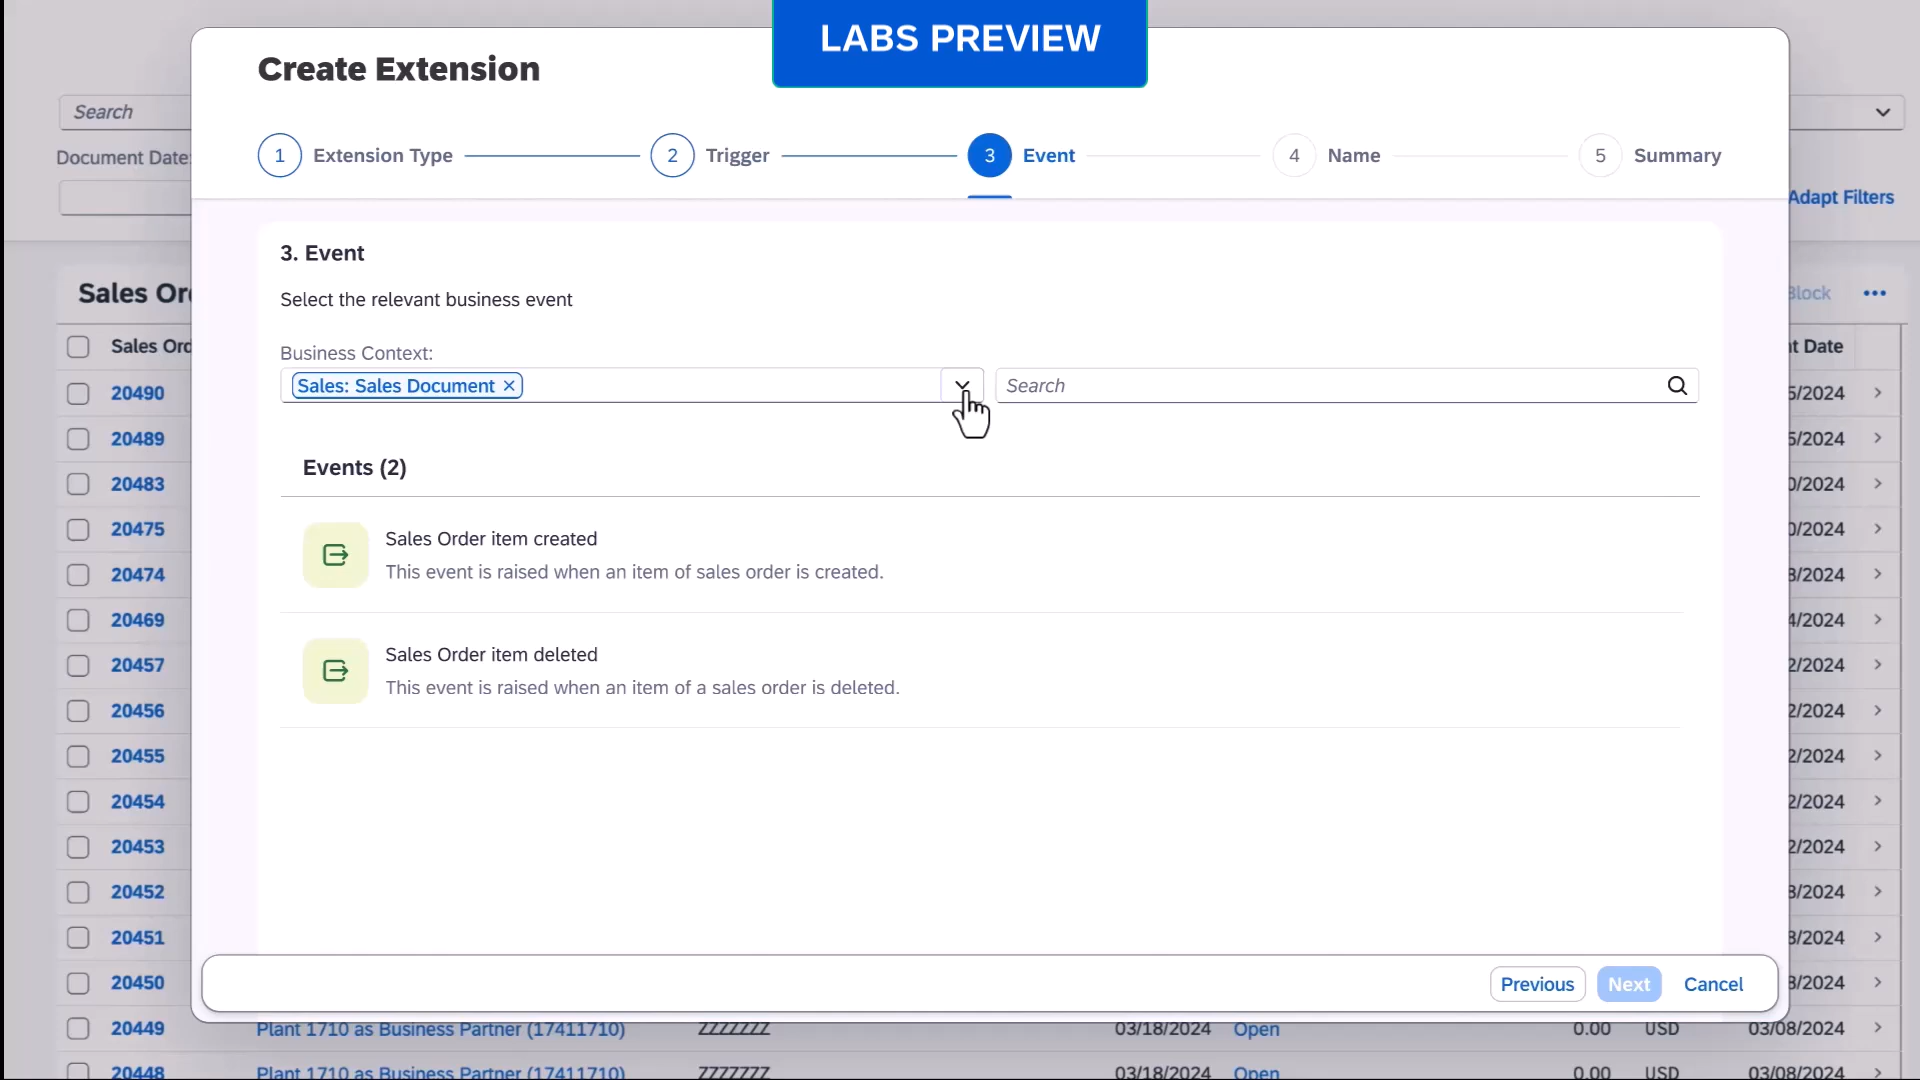 LABS PREVIEW
Create Extension
Search
1 Extension Type
2 Trigger
3 Event
4 Name
5 Summary
Document Date:
Adapt Filters
3. Event
Select the relevant business event
Business Context:
Sales: Sales Document
Search
Events (2)
Sales Order item created
This event is raised when an item of sales order is created.
Sales Order item deleted
This event is raised when an item of a sales order is deleted.
Previous Next Cancel
Sales Or
Block
Sales Ord
t Date
20490 5/2024
20489 5/2024
20483 0/2024
20475 0/2024
20474 8/2024
20469 4/2024
20457 2/2024
20456 2/2024
20455 2/2024
20454 2/2024
20453 2/2024
20452 8/2024
20451 8/2024
20450 8/2024
20449 Plant 1710 as Business Partner (17411710) ZZZZZZZ 03/18/2024 Open 0.00 USD 03/08/2024
20448 Plant 1710 as Business Partner (17411710) ZZZZZZZ 03/18/2024 Open 0.00 USD 03/08/2024